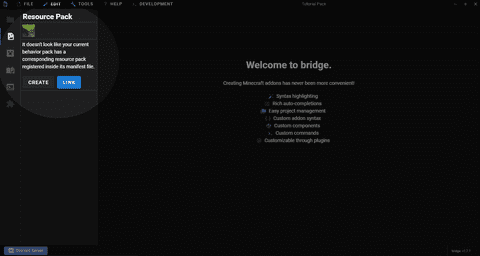 FILE EDIT TOOLS HELP DEVELOPMENT
Tutorial Pack
Resource Pack
It doesn't look like your current
behavior pack has a
corresponding resource pack
registered inside its manifest file.
CREATE LINK
Welcome to bridge.
Creating Minecraft addons has never been more convenient!
Syntax highlighting
Rich auto-completions
Easy project management
Custom addon syntax
Custom components
Custom commands
Customizable through plugins
Discord Server